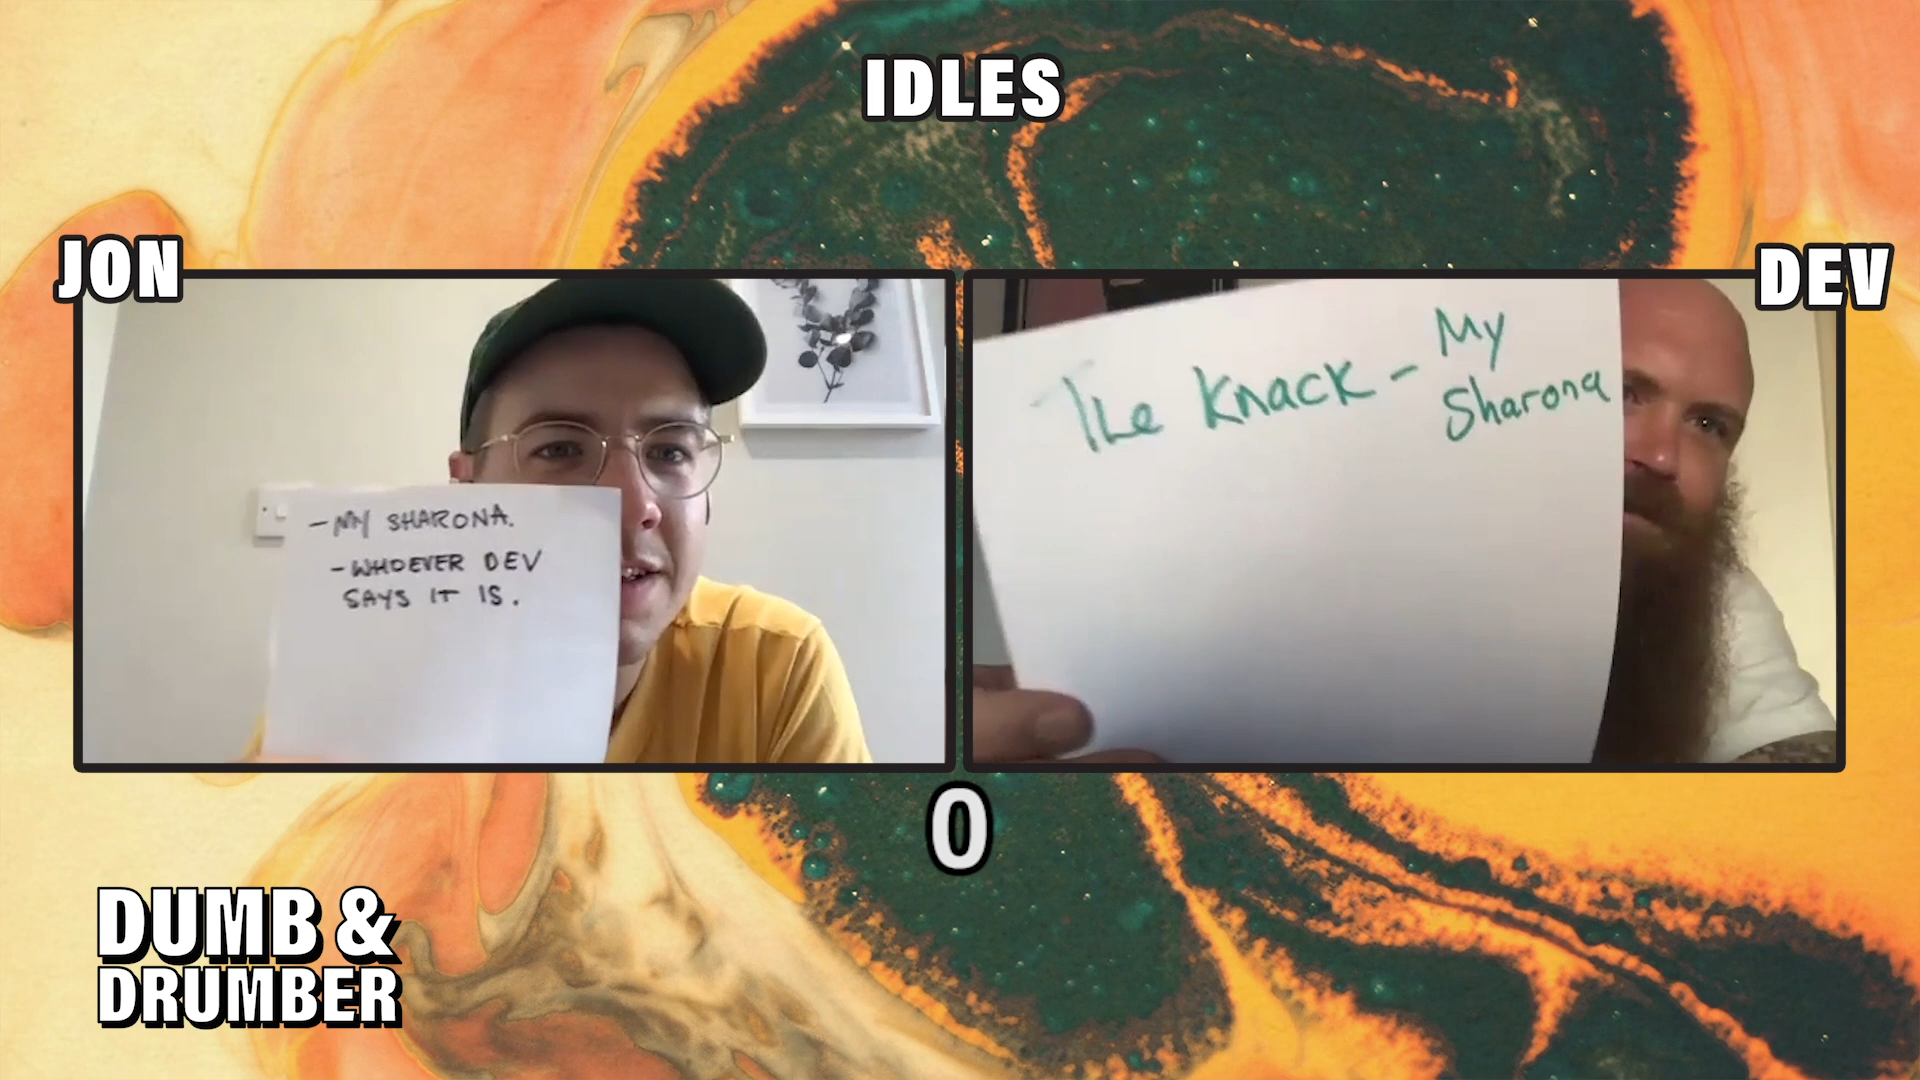 IDLES
JON
DEV
- MY SHARONA.
- WHOEVER DEV
SAYS IT IS.
The Knack - My
Sharona
0
DUMB &
DRUMBER